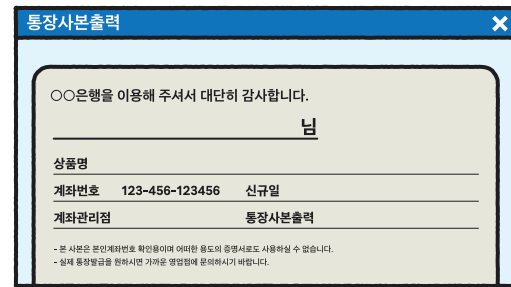 통장사본출력
○○은행을 이용해 주셔서 대단히 감사합니다.
님
상품명
계좌번호 123-456-123456 신규일
계좌관리점 통장사본출력
- 본 사본은 본인계좌번호 확인용이며 어떠한 용도의 증명서로도 사용하실 수 없습니다.
- 실제 통장발급을 원하시면 가까운 영업점에 문의하시기 바랍니다.